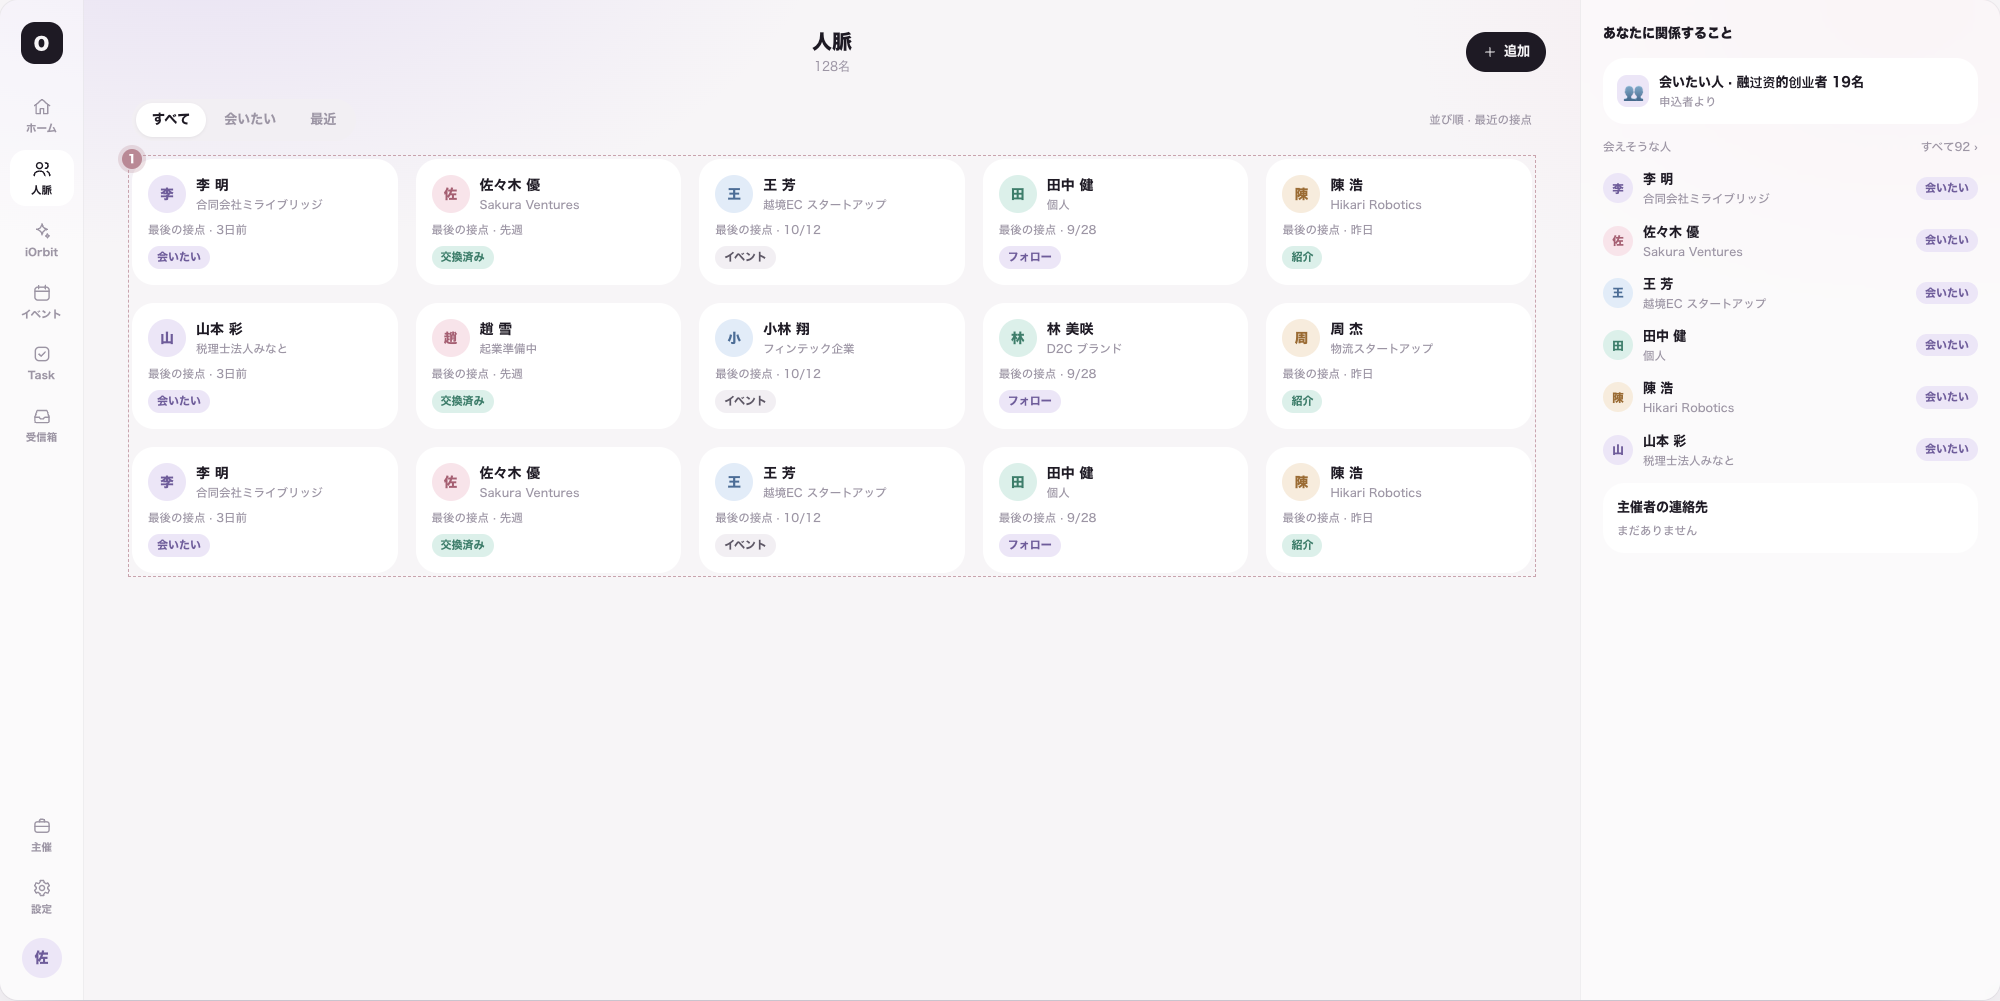 O
ホーム
人脈
iOrbit
イベント
Task
受信箱
主催
設定
佐
人脈
128名
＋ 追加
すべて 会いたい 最近
並び順 · 最近の接点
1
李 李 明
合同会社ミライブリッジ
最後の接点 · 3日前
会いたい
佐 佐々木 優
Sakura Ventures
最後の接点 · 先週
交換済み
王 王 芳
越境EC スタートアップ
最後の接点 · 10/12
イベント
田 田中 健
個人
最後の接点 · 9/28
フォロー
陳 陳 浩
Hikari Robotics
最後の接点 · 昨日
紹介
山 山本 彩
税理士法人みなと
最後の接点 · 3日前
会いたい
趙 趙 雪
起業準備中
最後の接点 · 先週
交換済み
小 小林 翔
フィンテック企業
最後の接点 · 10/12
イベント
林 林 美咲
D2C ブランド
最後の接点 · 9/28
フォロー
周 周 杰
物流スタートアップ
最後の接点 · 昨日
紹介
李 李 明
合同会社ミライブリッジ
最後の接点 · 3日前
会いたい
佐 佐々木 優
Sakura Ventures
最後の接点 · 先週
交換済み
王 王 芳
越境EC スタートアップ
最後の接点 · 10/12
イベント
田 田中 健
個人
最後の接点 · 9/28
フォロー
陳 陳 浩
Hikari Robotics
最後の接点 · 昨日
紹介
あなたに関係すること
会いたい人 · 融过资的创业者 19名
申込者より
会えそうな人 すべて92 ›
李 李 明 会いたい
合同会社ミライブリッジ
佐 佐々木 優 会いたい
Sakura Ventures
王 王 芳 会いたい
越境EC スタートアップ
田 田中 健 会いたい
個人
陳 陳 浩 会いたい
Hikari Robotics
山 山本 彩 会いたい
税理士法人みなと
主催者の連絡先
まだありません